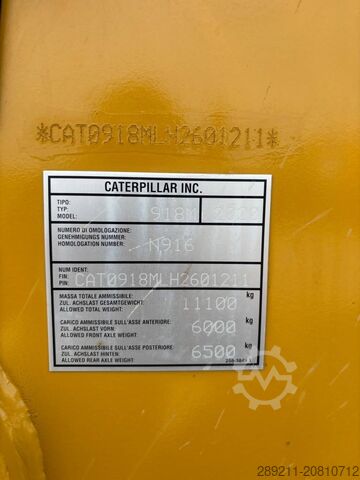 *CAT0918MLH2601211*
CATERPILLAR INC.
TIPO:
TYP:
MODEL:
918M
NUMERO DI OMOLOGAZIONE:
GENEHMIGUNGS NUMMER:
HOMOLOGATION NUMBER:
N916
NUM IDENT:
FIN:
PIN:
CAT0918MLH2601211
MASSA TOTALE AMMISSIBILE:
ZUL. ACHSLAST GESAMTGEWICHT:
ALLOWED TOTAL WEIGHT:
11100 kg
CARICO AMMISSIBILE SULL'ASSE ANTERIORE:
ZUL. ACHSLAST VORN:
ALLOWED FRONT AXLE WEIGHT:
6000 kg
CARICO AMMISSIBILE SULL'ASSE POSTERIORE:
ZUL. ACHSLAST HINTEN:
ALLOWED REAR AXLE WEIGHT:
6500 kg
289211-20810712